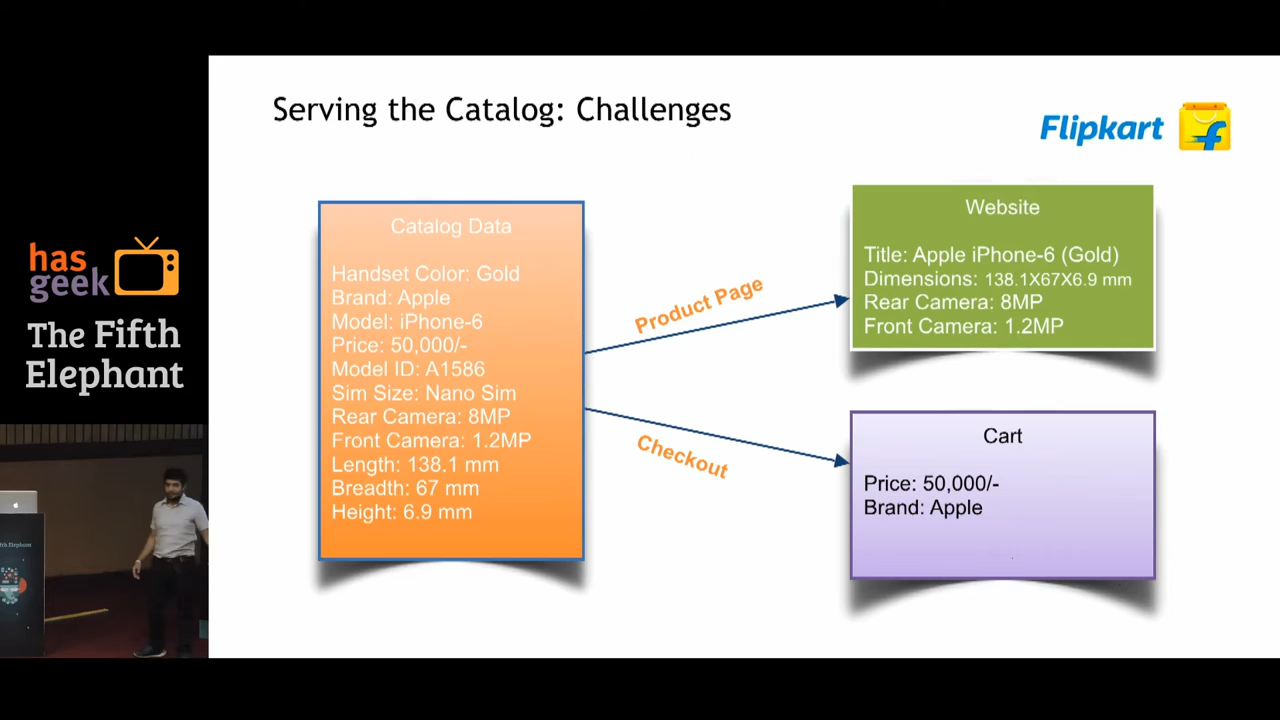 Serving the Catalog: Challenges
Flipkart
Catalog Data
Handset Color: Gold
Brand: Apple
Model: iPhone-6
Price: 50,000/-
Model ID: A1586
Sim Size: Nano Sim
Rear Camera: 8MP
Front Camera: 1.2MP
Length: 138.1 mm
Breadth: 67 mm
Height: 6.9 mm
Product Page
Checkout
Website
Title: Apple iPhone-6 (Gold)
Dimensions: 138.1X67X6.9 mm
Rear Camera: 8MP
Front Camera: 1.2MP
Cart
Price: 50,000/-
Brand: Apple
has
geek
The Fifth
Elephant
fth Elephant